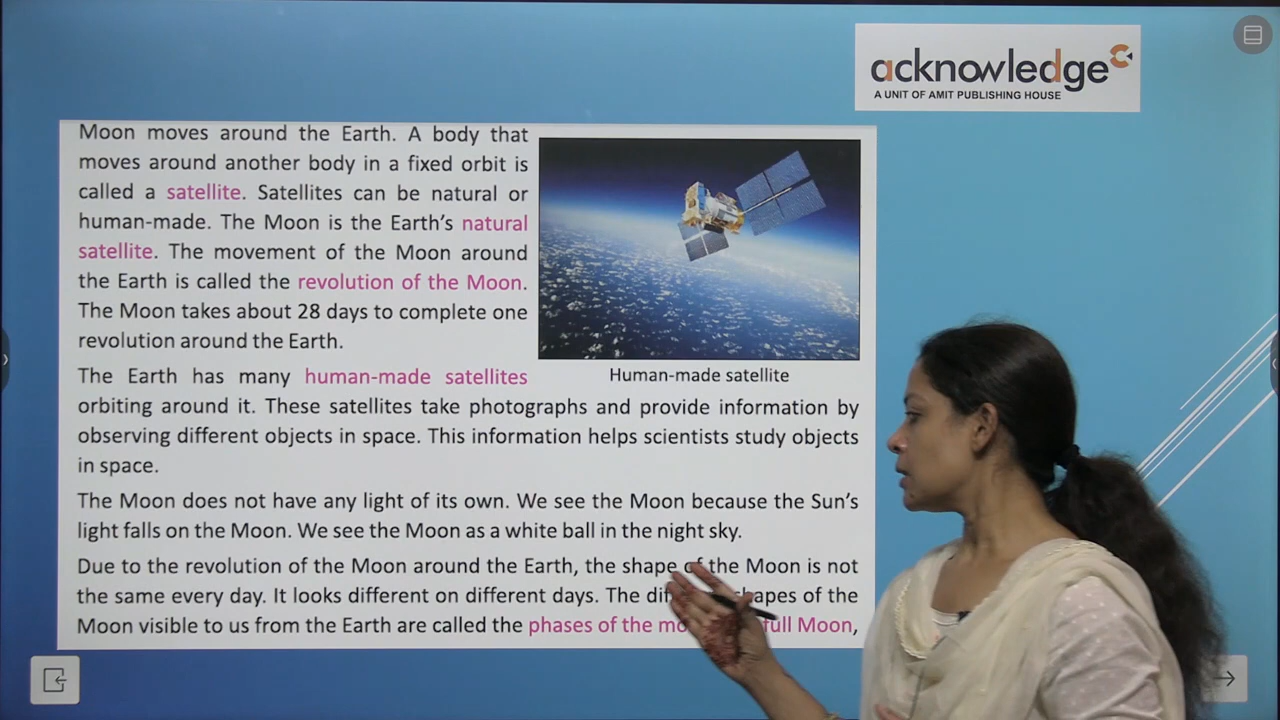 acknowledge
A UNIT OF AMIT PUBLISHING HOUSE
Moon moves around the Earth. A body that
moves around another body in a fixed orbit is
called a satellite. Satellites can be natural or
human-made. The Moon is the Earth's natural
satellite. The movement of the Moon around
the Earth is called the revolution of the Moon.
The Moon takes about 28 days to complete one
revolution around the Earth.
Human-made satellite
The Earth has many human-made satellites
orbiting around it. These satellites take photographs and provide information by
observing different objects in space. This information helps scientists study objects
in space.
The Moon does not have any light of its own. We see the Moon because the Sun's
light falls on the Moon. We see the Moon as a white ball in the night sky.
Due to the revolution of the Moon around the Earth, the shape of the Moon is not
the same every day. It looks different on different days. The shapes of the
Moon visible to us from the Earth are called the phases of the full Moon,